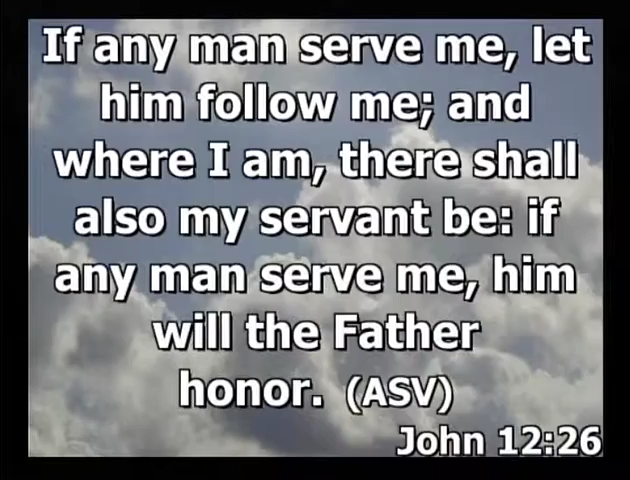 If any man serve me, let
him follow me; and
where I am, there shall
also my servant be: if
any man serve me, him
will the Father
honor. (ASV)
John 12:26